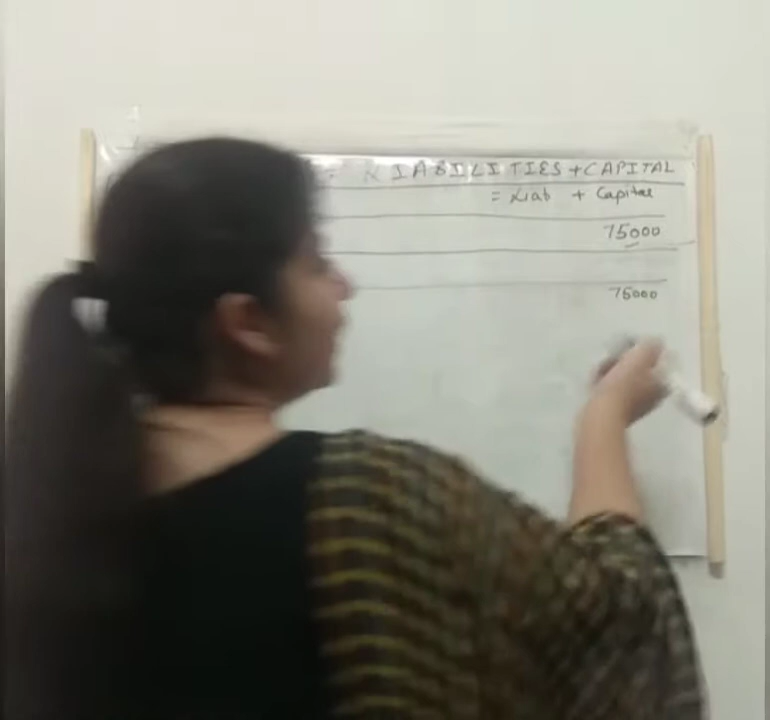 = LIABILITIES + CAPITAL
= Liab + Capital
75000
75000